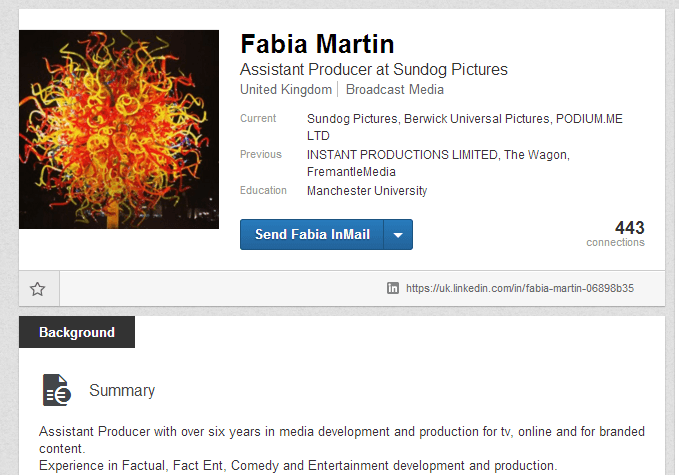 Fabia Martin
Assistant Producer at Sundog Pictures
United Kingdom Broadcast Media
Current Sundog Pictures, Berwick Universal Pictures, PODIUM.ME
LTD
Previous INSTANT PRODUCTIONS LIMITED, The Wagon,
FremantleMedia
Education Manchester University
Send Fabia InMail
443
connections
https://uk.linkedin.com/in/fabia-martin-06898b35
Background
Summary
Assistant Producer with over six years in media development and production for tv, online and for branded
content.
Experience in Factual, Fact Ent, Comedy and Entertainment development and production.